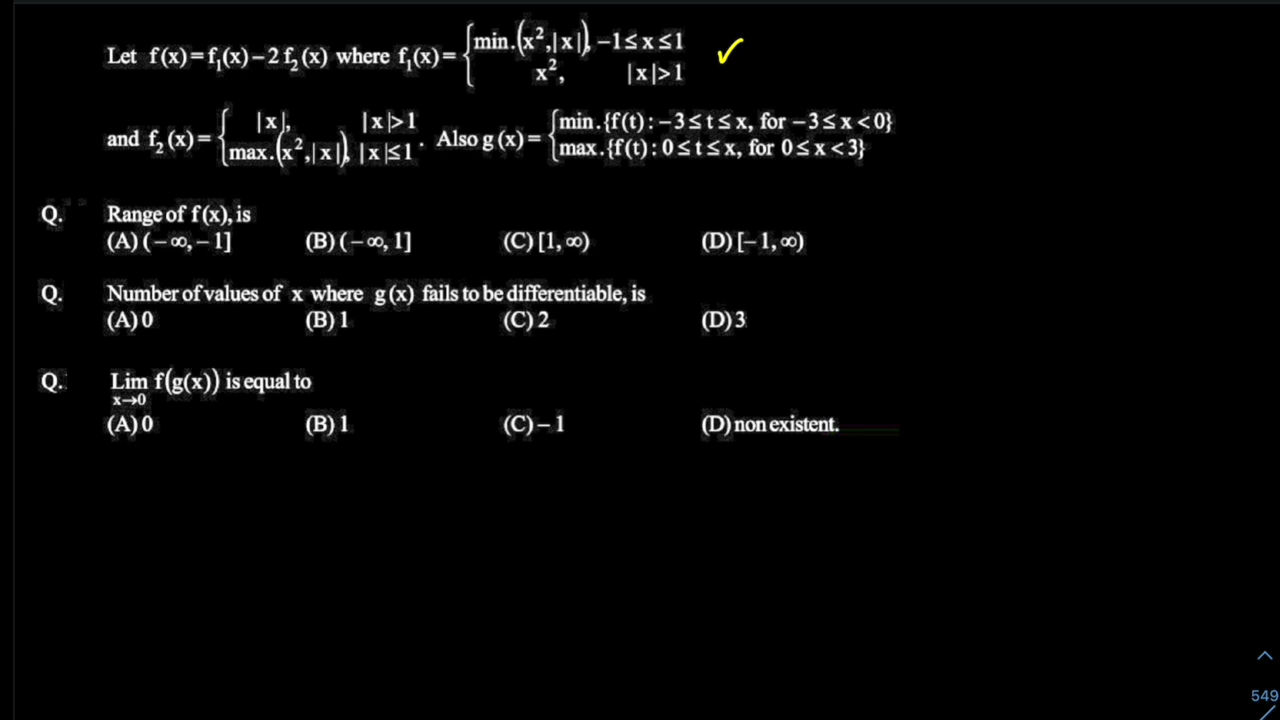 Let f(x)=f₁(x)–2f₂(x) where f₁(x)= { min.(x²,|x|), –1≤x≤1
x², |x|>1
and f₂(x)= { |x|, |x|>1
max.(x²,|x|), |x|≤1 . Also g(x)= { min.{f(t):–3≤t≤x, for –3≤x<0}
max.{f(t):0≤t≤x, for 0≤x<3}
Q. Range of f(x), is
(A) (–∞, –1] (B) (–∞, 1] (C) [1, ∞) (D) [–1, ∞)
Q. Number of values of x where g(x) fails to be differentiable, is
(A) 0 (B) 1 (C) 2 (D) 3
Q. Lim f(g(x)) is equal to
x→0
(A) 0 (B) 1 (C) – 1 (D) non existent.
549